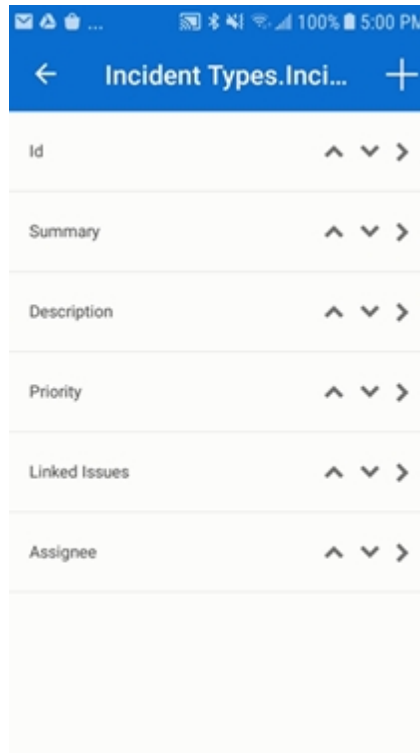 ... 100% 5:00 PM
Incident Types.Inci...
Id
Summary
Description
Priority
Linked Issues
Assignee